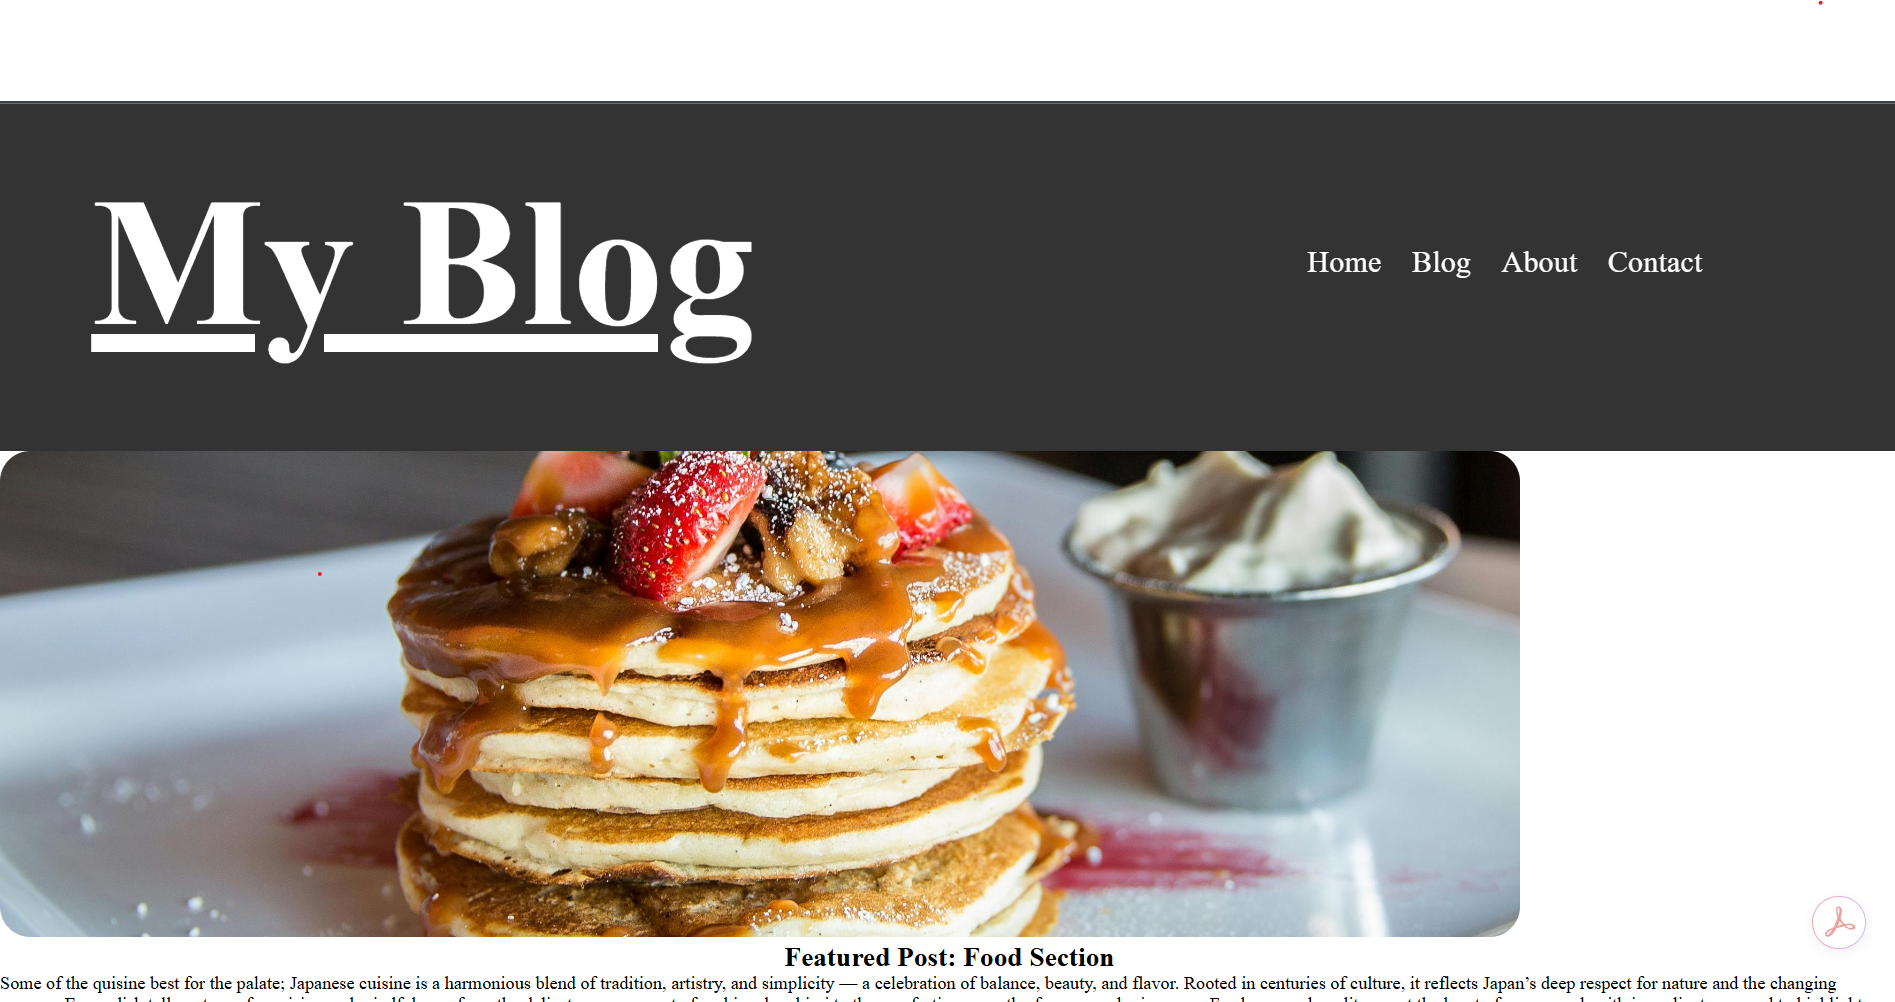 My Blog
Home Blog About Contact
Featured Post: Food Section
Some of the quisine best for the palate; Japanese cuisine is a harmonious blend of tradition, artistry, and simplicity — a celebration of balance, beauty, and flavor. Rooted in centuries of culture, it reflects Japan’s deep respect for nature and the changing